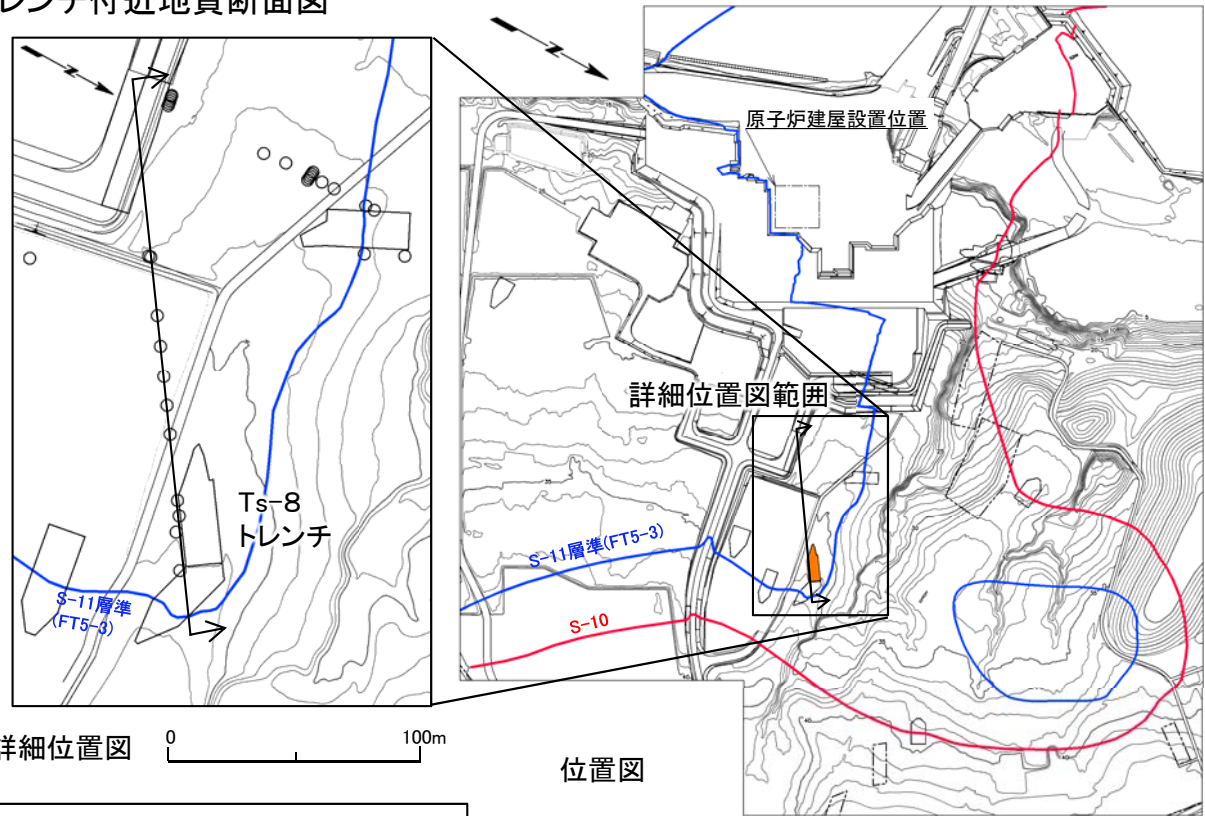 レンチ付近地質断面図
N
N
原子炉建屋設置位置
詳細位置図範囲
Ts-8
トレンチ
S-11層準
(FT5-3)
S-11層準(FT5-3)
S-10
詳細位置図
0
100m
位置図